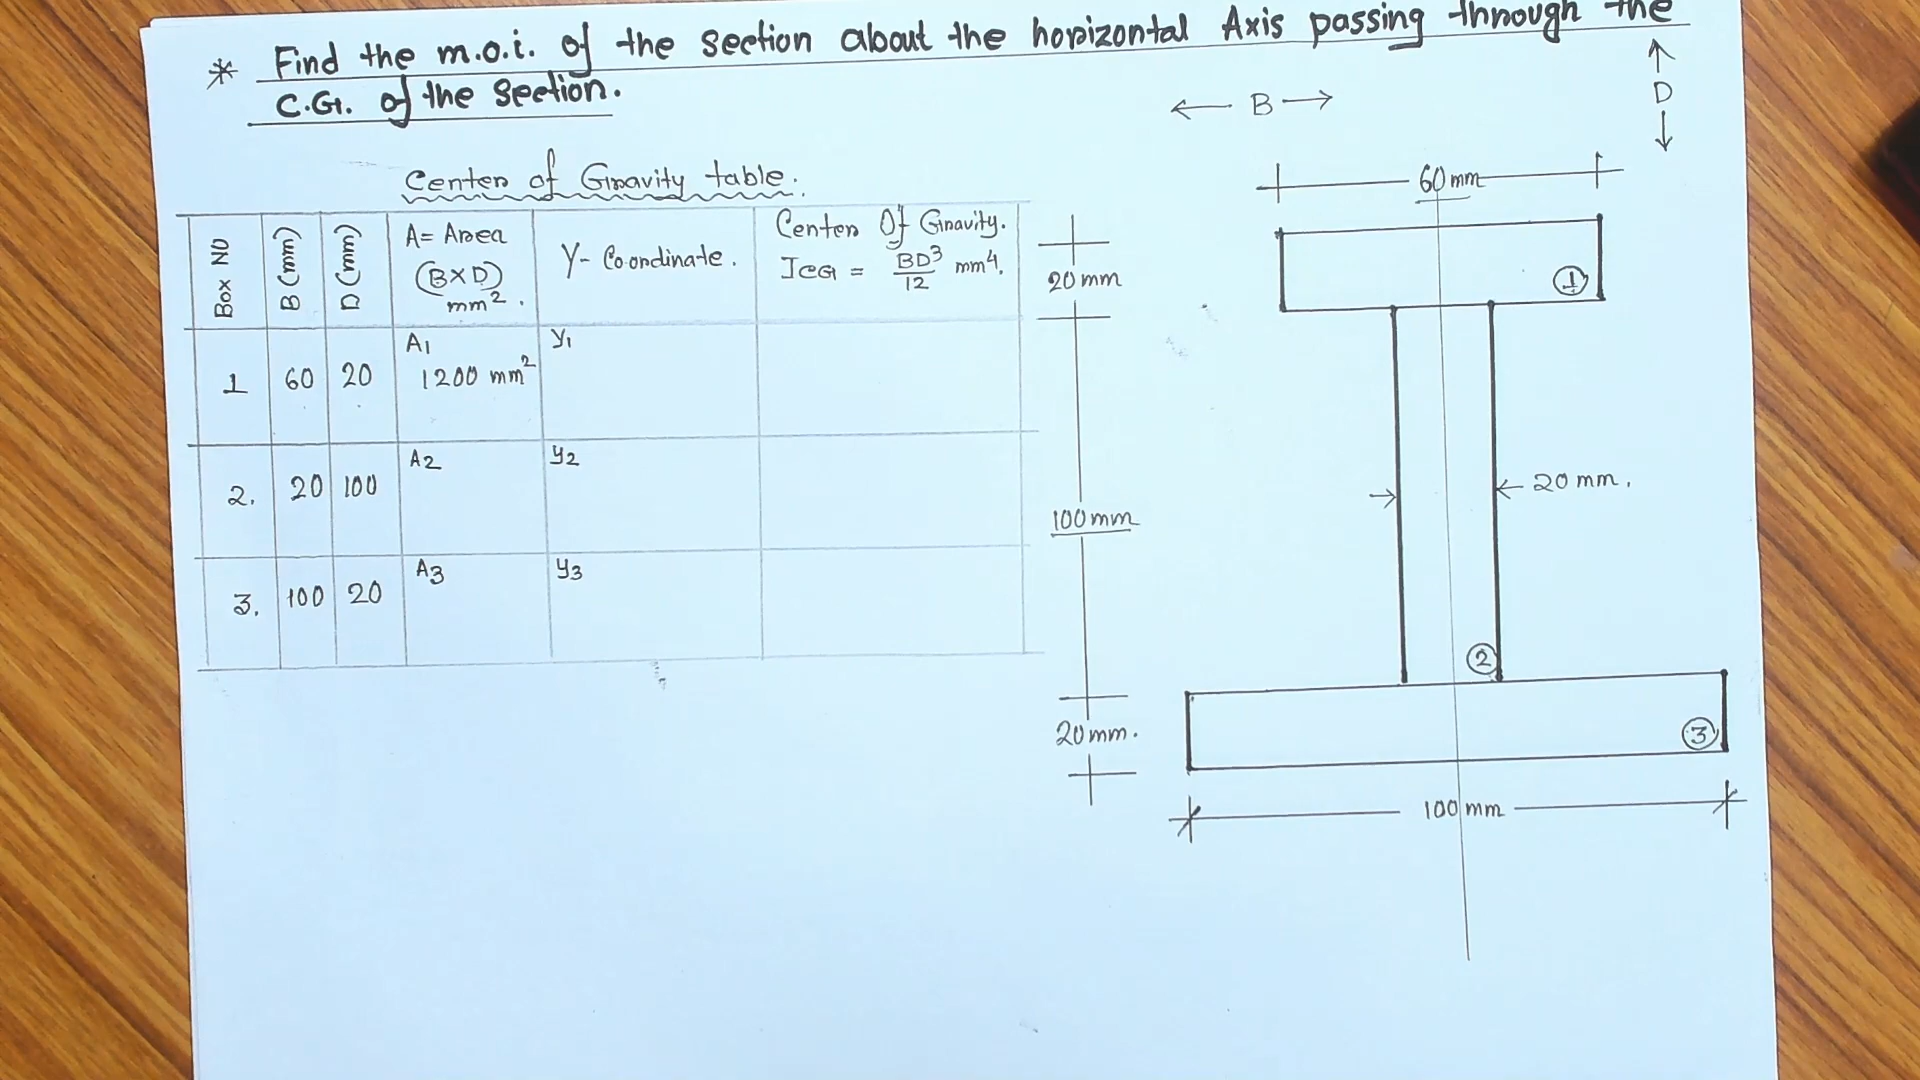 * Find the m.o.i. of the section about the horizontal Axis passing through the
C.G. of the section.
← B →
↑
D
↓
Center of Gravity table.
Box NO
B (mm)
D (mm)
A = Area
(B×D)
mm².
Y- Co-ordinate.
Center Of Gravity.
ICG = BD³/12 mm⁴.
1 60 20 A1 1200 mm² y1
2. 20 100 A2 y2
3. 100 20 A3 y3
20 mm
100 mm
20 mm.
60 mm
1
20 mm.
2
3
100 mm